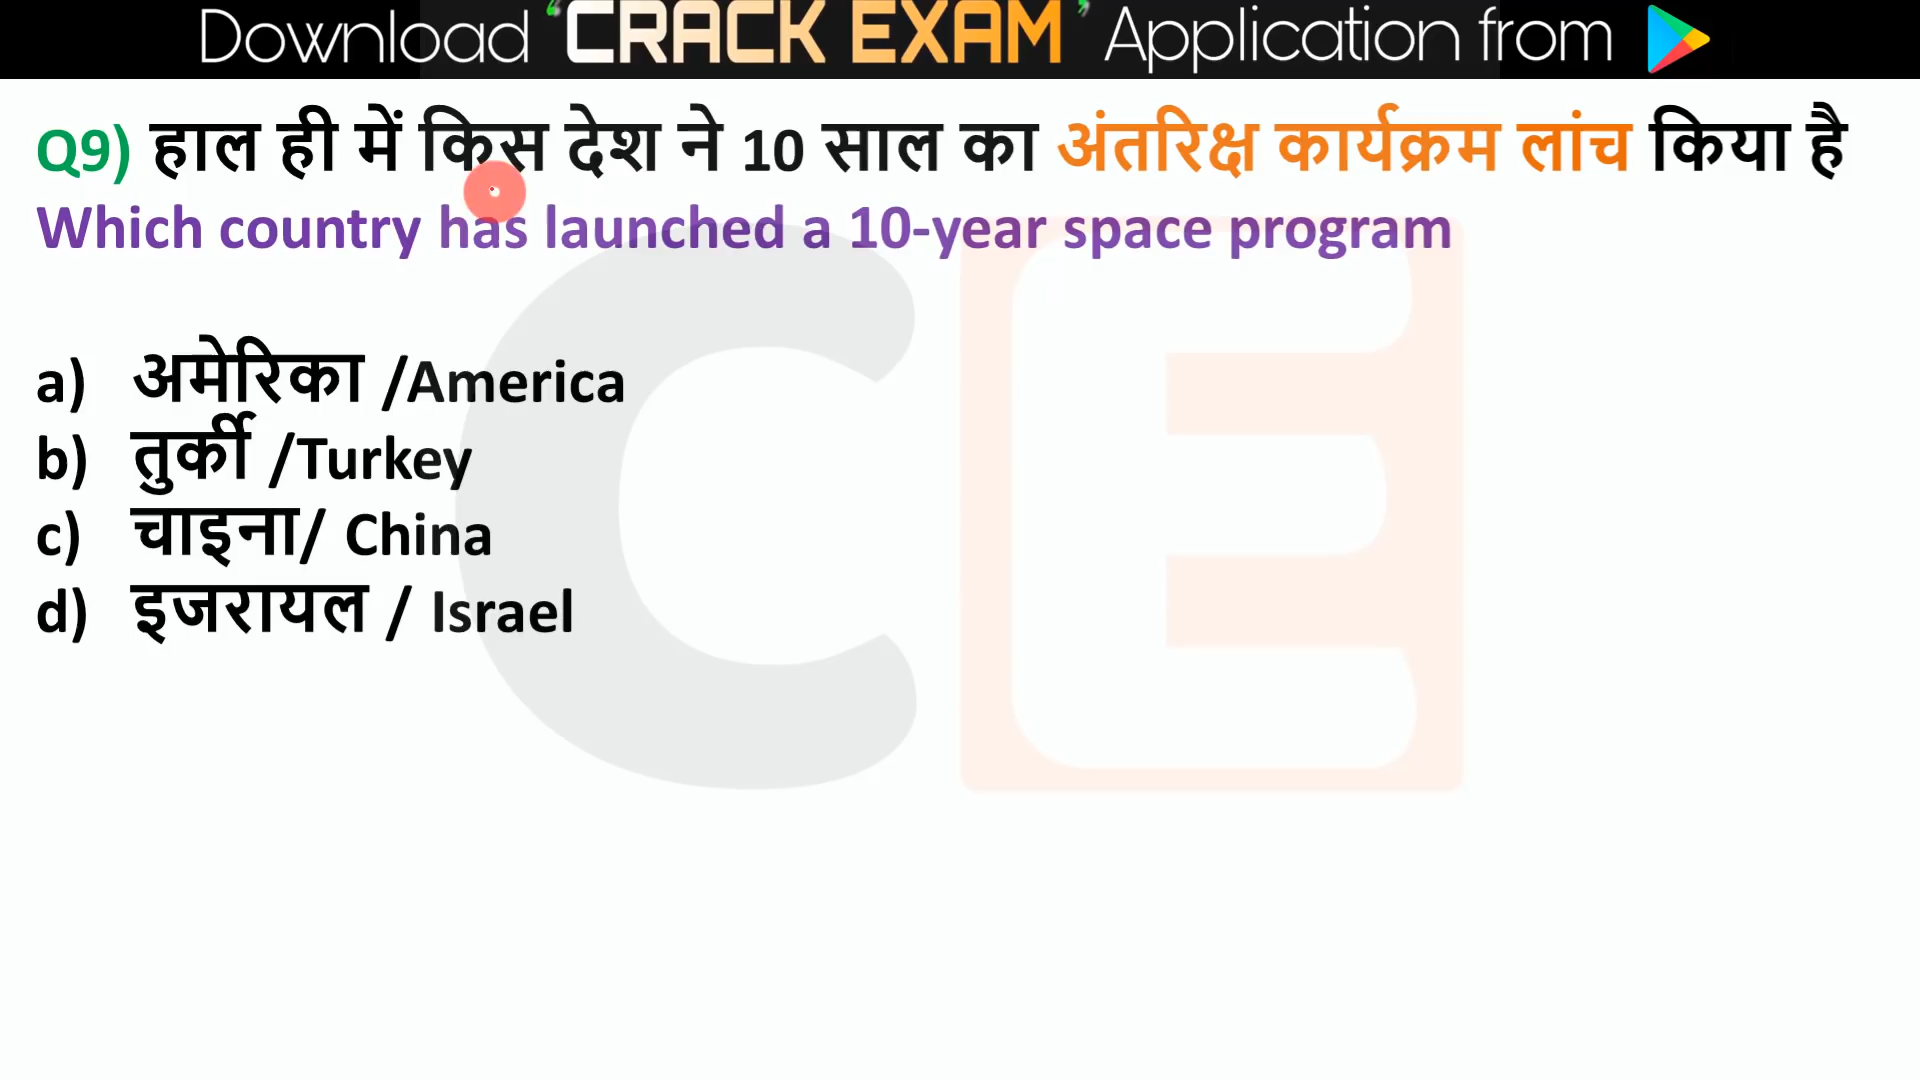 Download ‘CRACK EXAM’ Application from
Q9) हाल ही में किस देश ने 10 साल का अंतरिक्ष कार्यक्रम लांच किया है
Which country has launched a 10-year space program
a) अमेरिका /America
b) तुर्की /Turkey
c) चाइना/ China
d) इजरायल / Israel
CE